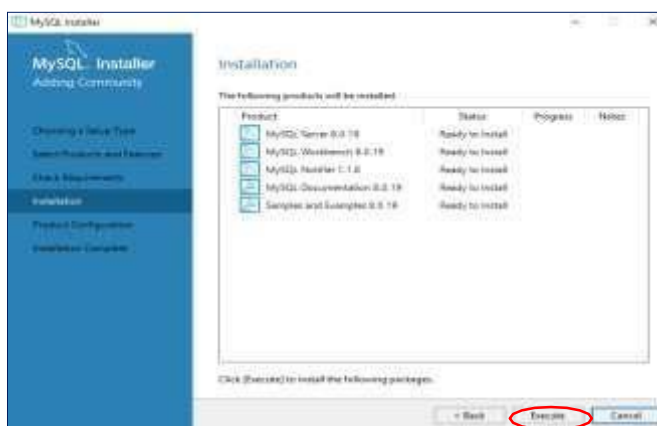 MySQL Installer
MySQL. Installer
Adding Community
Choosing a Setup Type
Select Products and Features
Check Requirements
Installation
Product Configuration
Installation Complete
Installation
The following products will be installed.
Product Status Progress Notes
MySQL Server 8.0.19 Ready to Install
MySQL Workbench 8.0.19 Ready to Install
MySQL Notifier 1.1.8 Ready to Install
MySQL Documentation 8.0.19 Ready to Install
Samples and Examples 8.0.19 Ready to Install
Click [Execute] to install the following packages.
< Back Execute Cancel